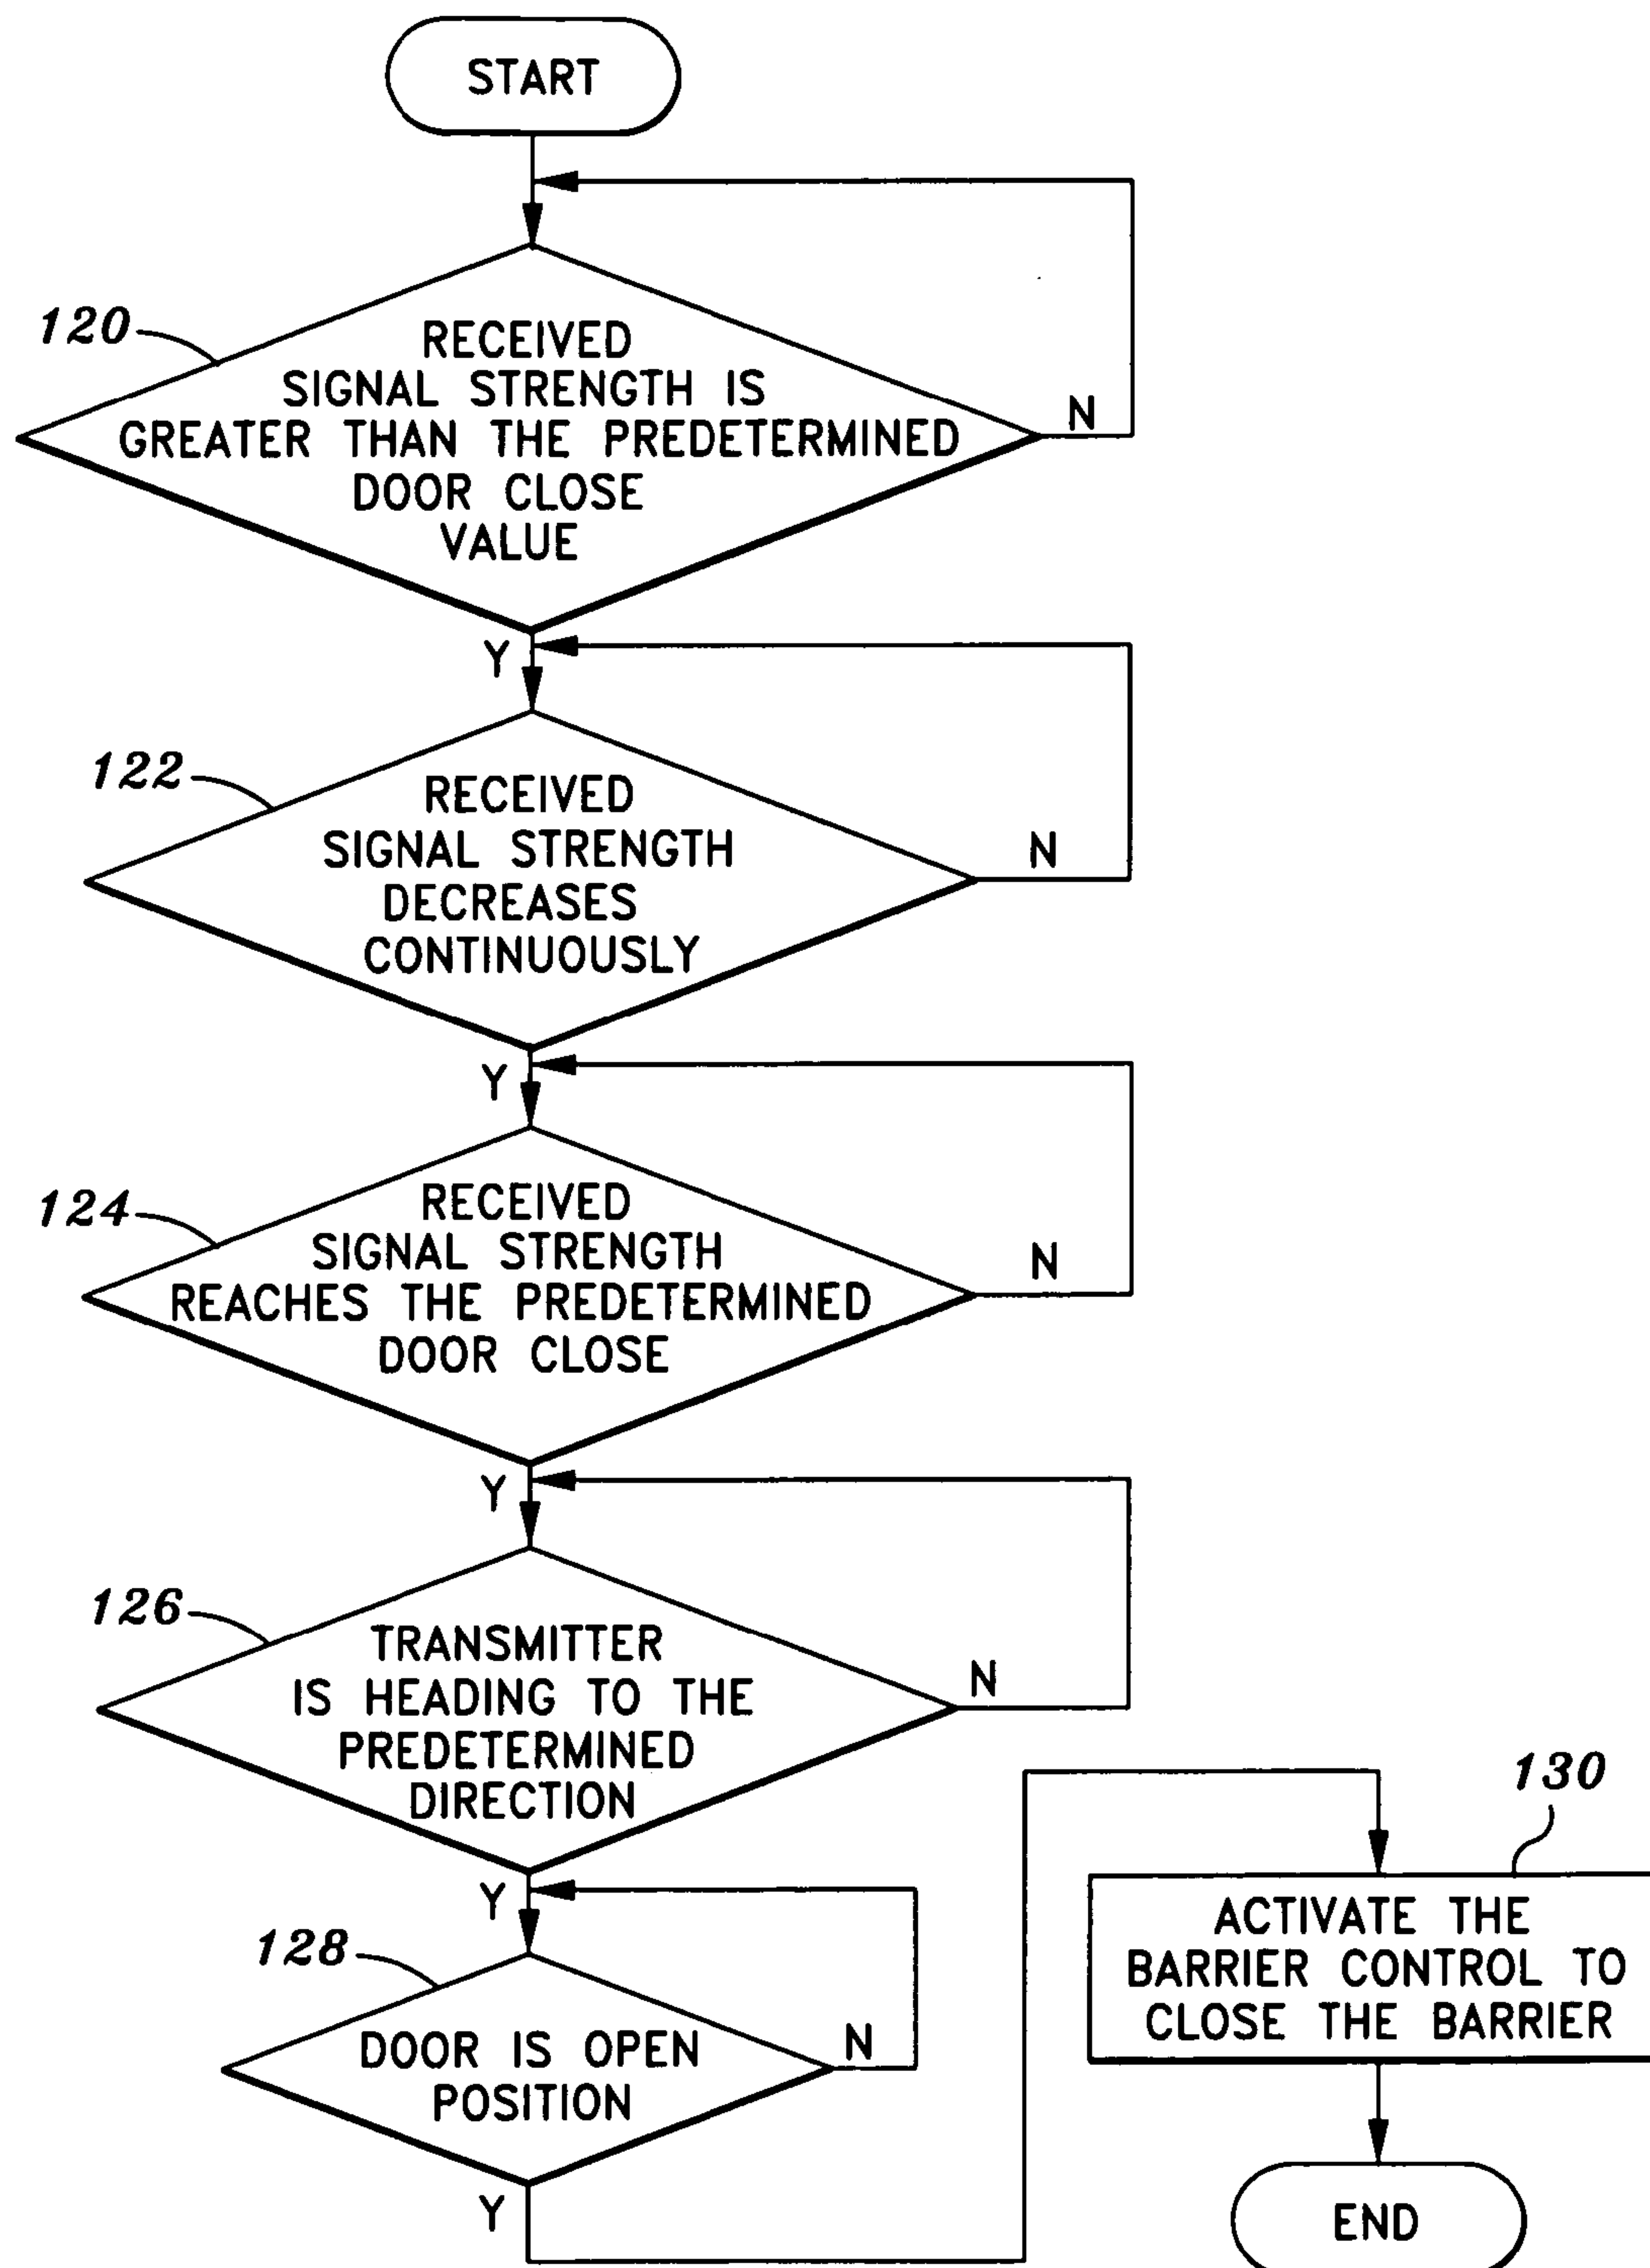 START
120
RECEIVED
SIGNAL STRENGTH IS
GREATER THAN THE PREDETERMINED
DOOR CLOSE
VALUE
N
Y
122
RECEIVED
SIGNAL STRENGTH
DECREASES
CONTINUOUSLY
N
Y
124
RECEIVED
SIGNAL STRENGTH
REACHES THE PREDETERMINED
DOOR CLOSE
N
Y
126
TRANSMITTER
IS HEADING TO THE
PREDETERMINED
DIRECTION
N
Y
128
DOOR IS OPEN
POSITION
N
Y
130
ACTIVATE THE
BARRIER CONTROL TO
CLOSE THE BARRIER
END